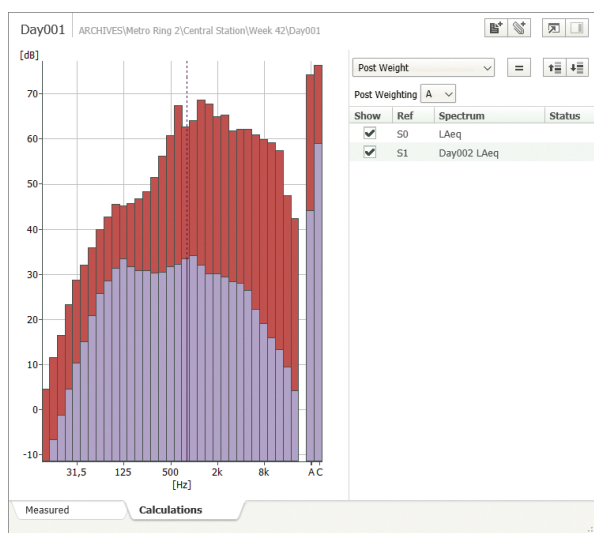 Day001 ARCHIVES\Metro Ring 2\Central Station\Week 42\Day001
[dB]
70
60
50
40
30
20
10
0
-10
31,5 125 500 2k 8k A C
[Hz]
Post Weight =
Post Weighting A
Show Ref Spectrum Status
S0 LAeq
S1 Day002 LAeq
Measured Calculations